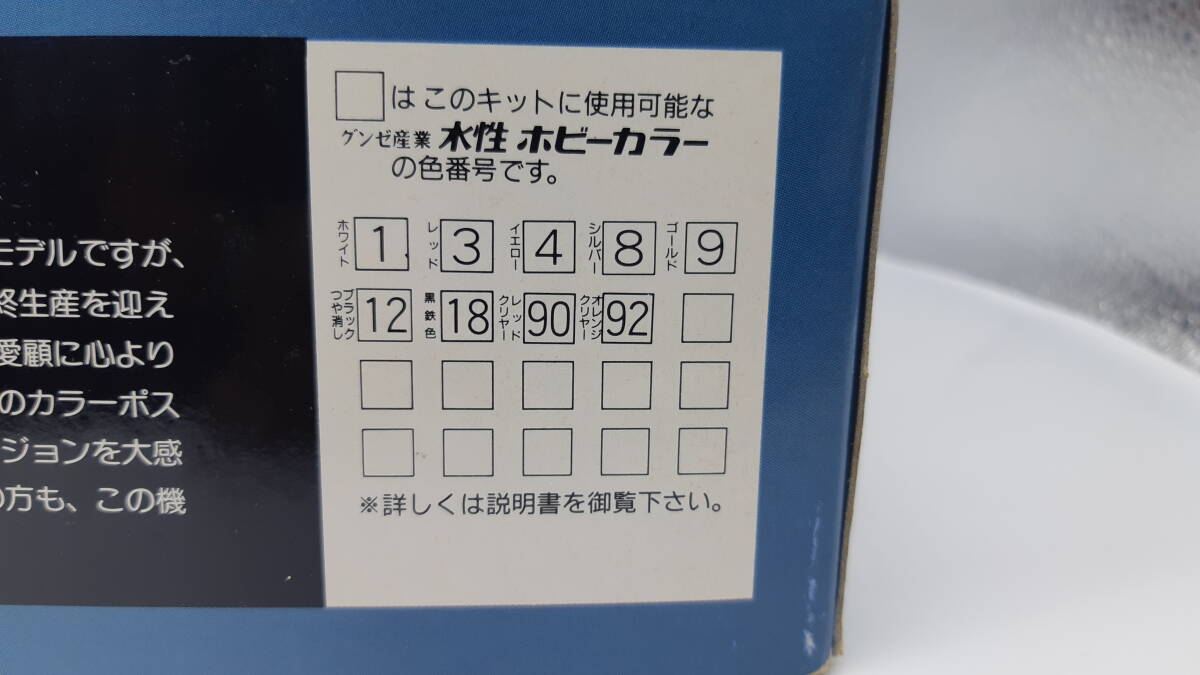 モデルですが、
終生産を迎え
愛顧に心より
のカラーポス
ジョンを大感
の方も、この機
□は このキットに使用可能な
グンゼ産業 水性 ホビーカラー
の色番号です。
ホワイト 1 レッド 3 イエロー 4 シルバー 8 ゴールド 9
ブラックつや消し 12 黒鉄色 18 レッドクリヤー 90 オレンジクリヤー 92
※詳しくは説明書を御覧下さい。